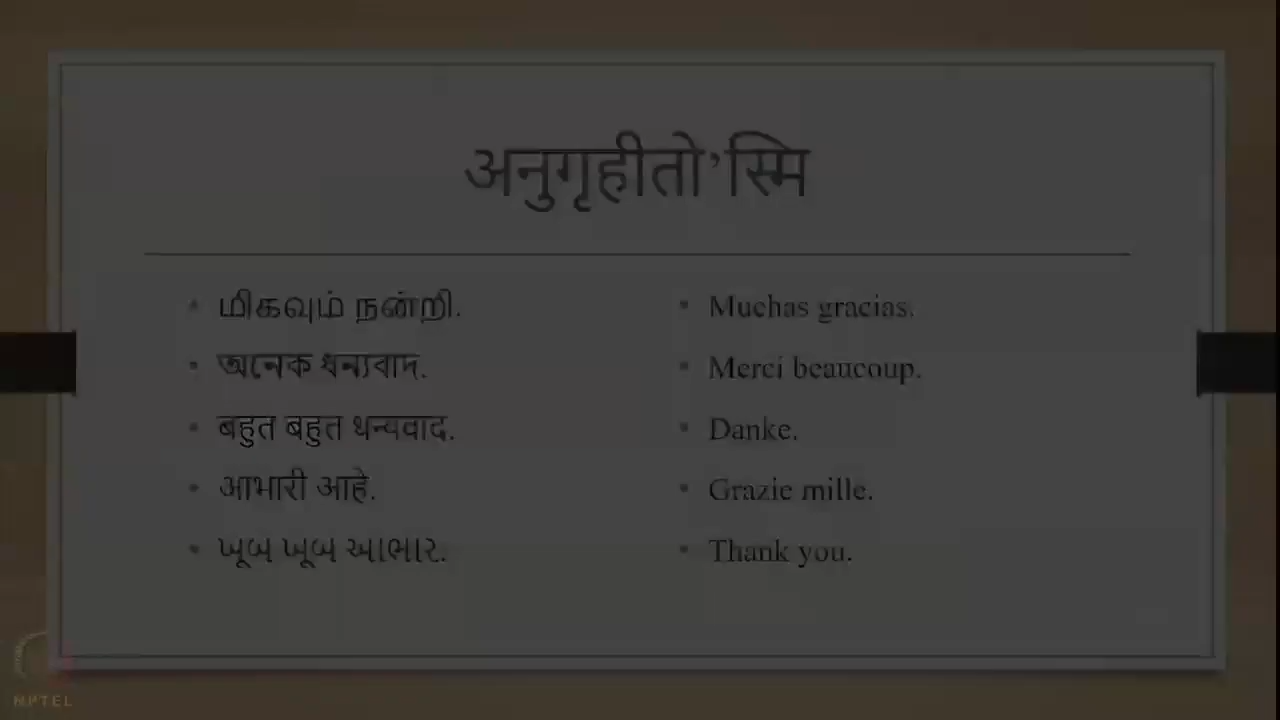 अनुगृहीतो’स्मि
மிகவும் நன்றி.
অনেক ধন্যবাদ.
बहुत बहुत धन्यवाद.
आभारी आहे.
ખૂબ ખૂબ આભાર.
Muchas gracias.
Merci beaucoup.
Danke.
Grazie mille.
Thank you.
NPTEL